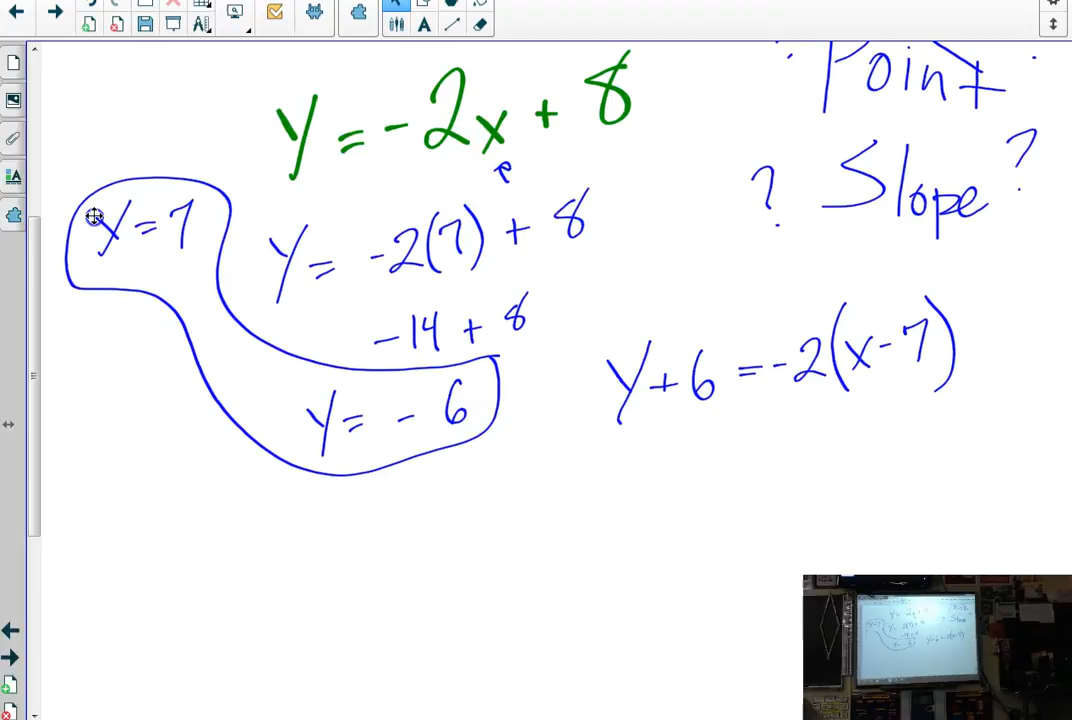 y = -2x + 8
x = 7
y = -2(7) + 8
-14 + 8
y = -6
? Point
? Slope ?
y + 6 = -2(x - 7)